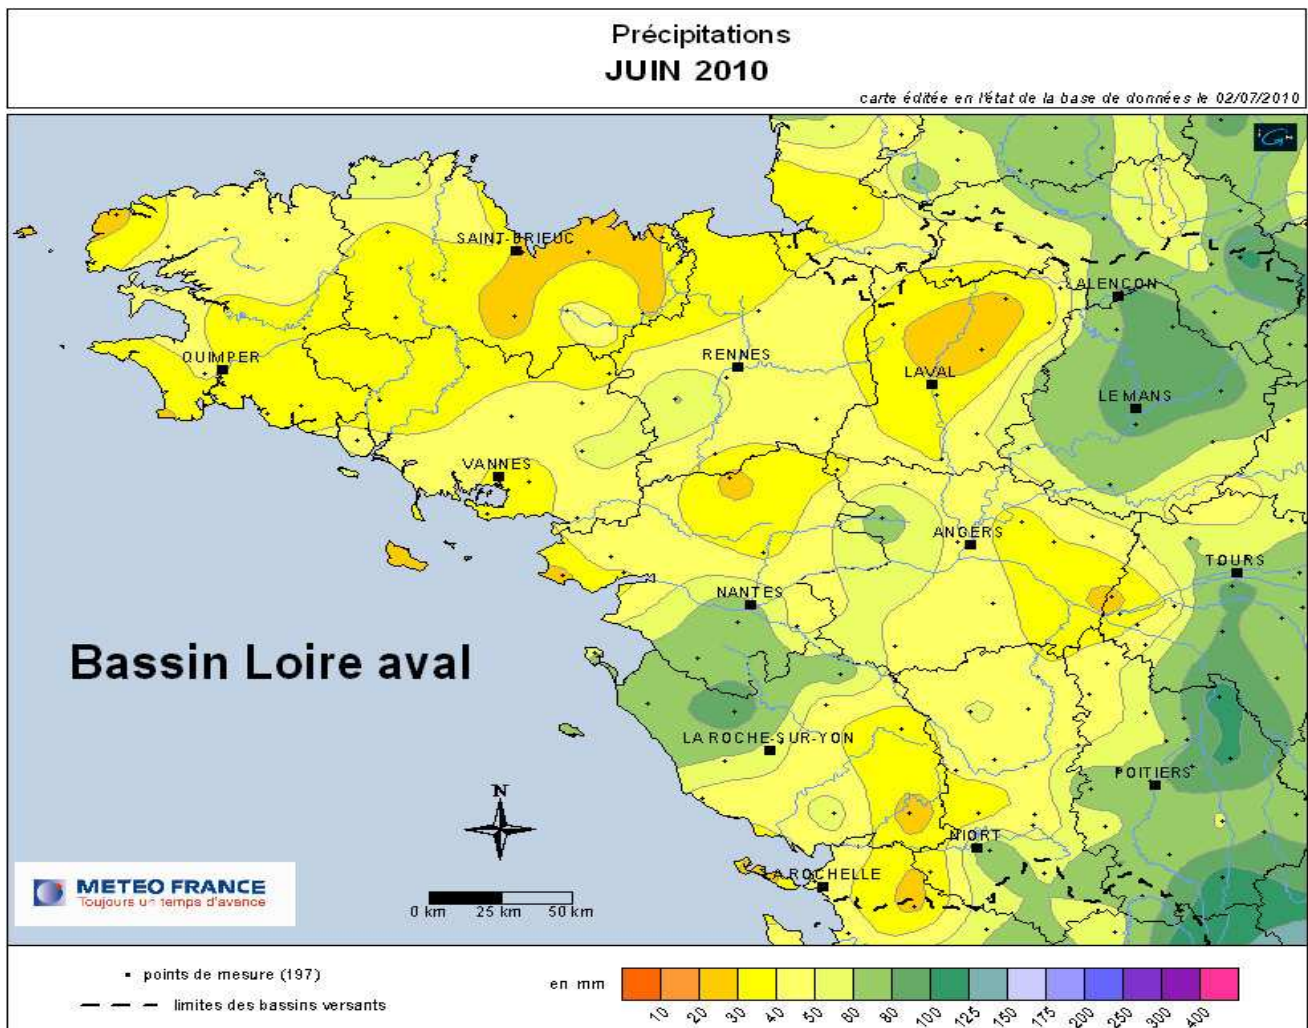 Précipitations
JUIN 2010
carte éditée en l'état de la base de données le 02/07/2010
SAINT-BRIEUC
ALENCON
QUIMPER
RENNES
LAVAL
LE MANS
VANNES
ANGERS
TOURS
NANTES
Bassin Loire aval
LA ROCHE-SUR-YON
POITIERS
N
NIORT
LA ROCHELLE
METEO FRANCE
Toujours un temps d'avance
0 km 25 km 50 km
points de mesure (197)
limites des bassins versants
en mm
10 20 30 40 50 60 80 100 125 150 175 200 250 300 400